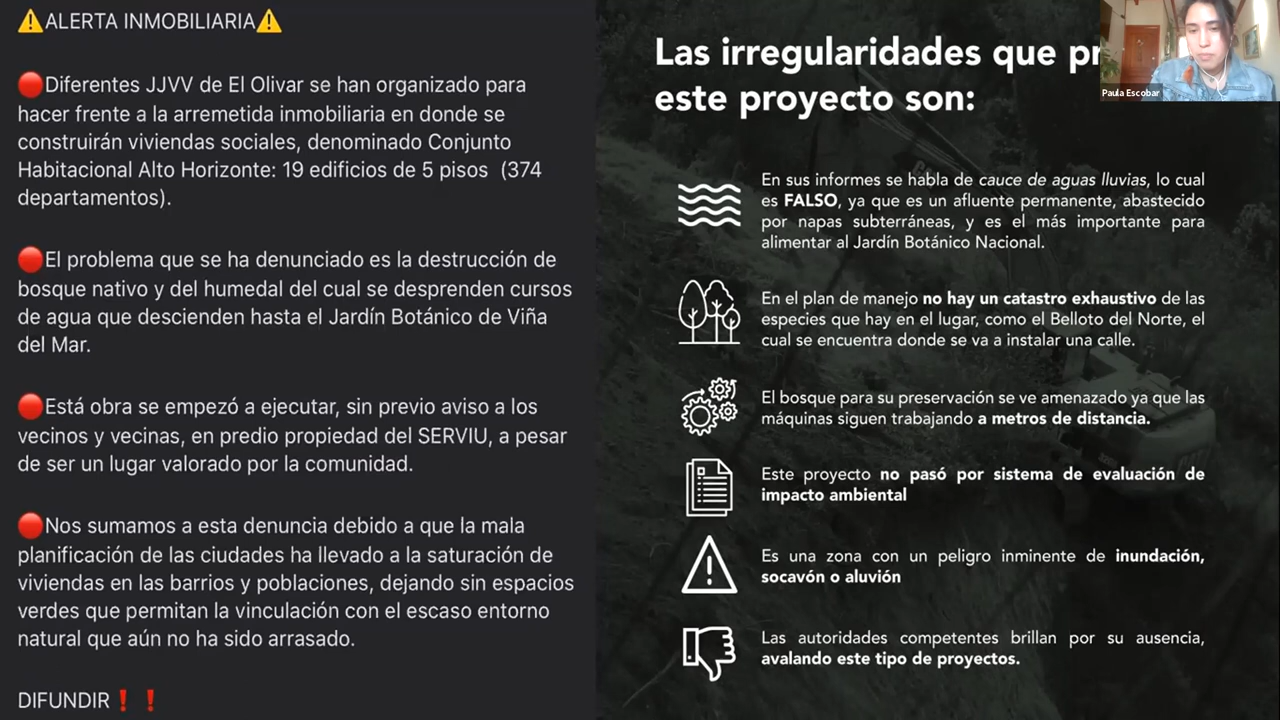 ⚠️ALERTA INMOBILIARIA⚠️
🔴Diferentes JJVV de El Olivar se han organizado para
hacer frente a la arremetida inmobiliaria en donde se
construirán viviendas sociales, denominado Conjunto
Habitacional Alto Horizonte: 19 edificios de 5 pisos (374
departamentos).
🔴El problema que se ha denunciado es la destrucción de
bosque nativo y del humedal del cual se desprenden cursos
de agua que descienden hasta el Jardín Botánico de Viña
del Mar.
🔴Está obra se empezó a ejecutar, sin previo aviso a los
vecinos y vecinas, en predio propiedad del SERVIU, a pesar
de ser un lugar valorado por la comunidad.
🔴Nos sumamos a esta denuncia debido a que la mala
planificación de las ciudades ha llevado a la saturación de
viviendas en las barrios y poblaciones, dejando sin espacios
verdes que permitan la vinculación con el escaso entorno
natural que aún no ha sido arrasado.
DIFUNDIR❗❗
Las irregularidades que
este proyecto son:
En sus informes se habla de cauce de aguas lluvias, lo cual
es FALSO, ya que es un afluente permanente, abastecido
por napas subterráneas, y es el más importante para
alimentar al Jardín Botánico Nacional.
En el plan de manejo no hay un catastro exhaustivo de las
especies que hay en el lugar, como el Belloto del Norte, el
cual se encuentra donde se va a instalar una calle.
El bosque para su preservación se ve amenazado ya que las
máquinas siguen trabajando a metros de distancia.
Este proyecto no pasó por sistema de evaluación de
impacto ambiental
Es una zona con un peligro inminente de inundación,
socavón o aluvión
Las autoridades competentes brillan por su ausencia,
avalando este tipo de proyectos.
Paula Escobar